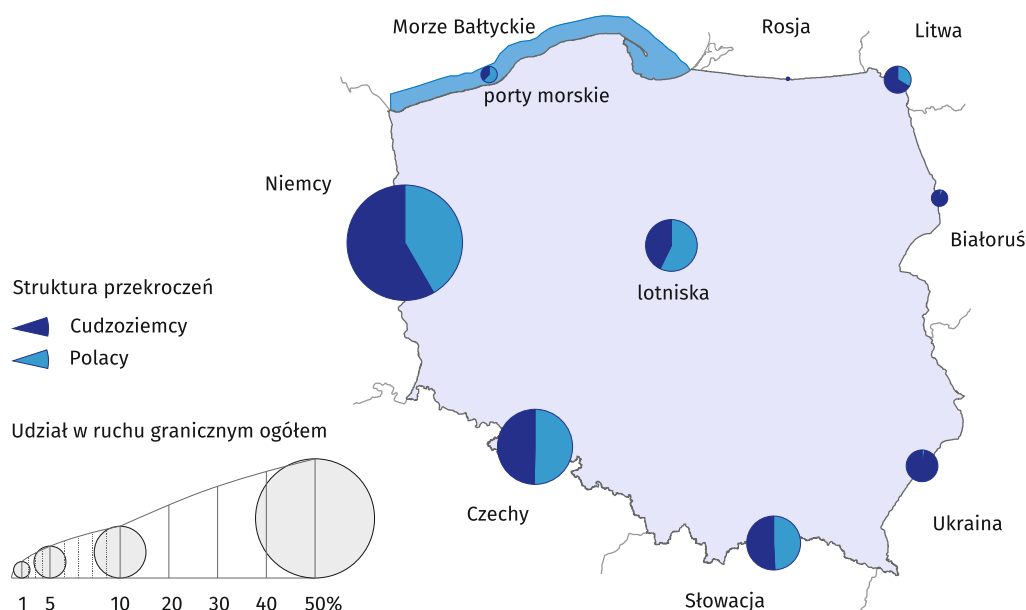 Morze Bałtyckie
Rosja
Litwa
porty morskie
Niemcy
Białoruś
lotniska
Struktura przekroczeń
Cudzoziemcy
Polacy
Udział w ruchu granicznym ogółem
Czechy
Ukraina
Słowacja
1 5 10 20 30 40 50%